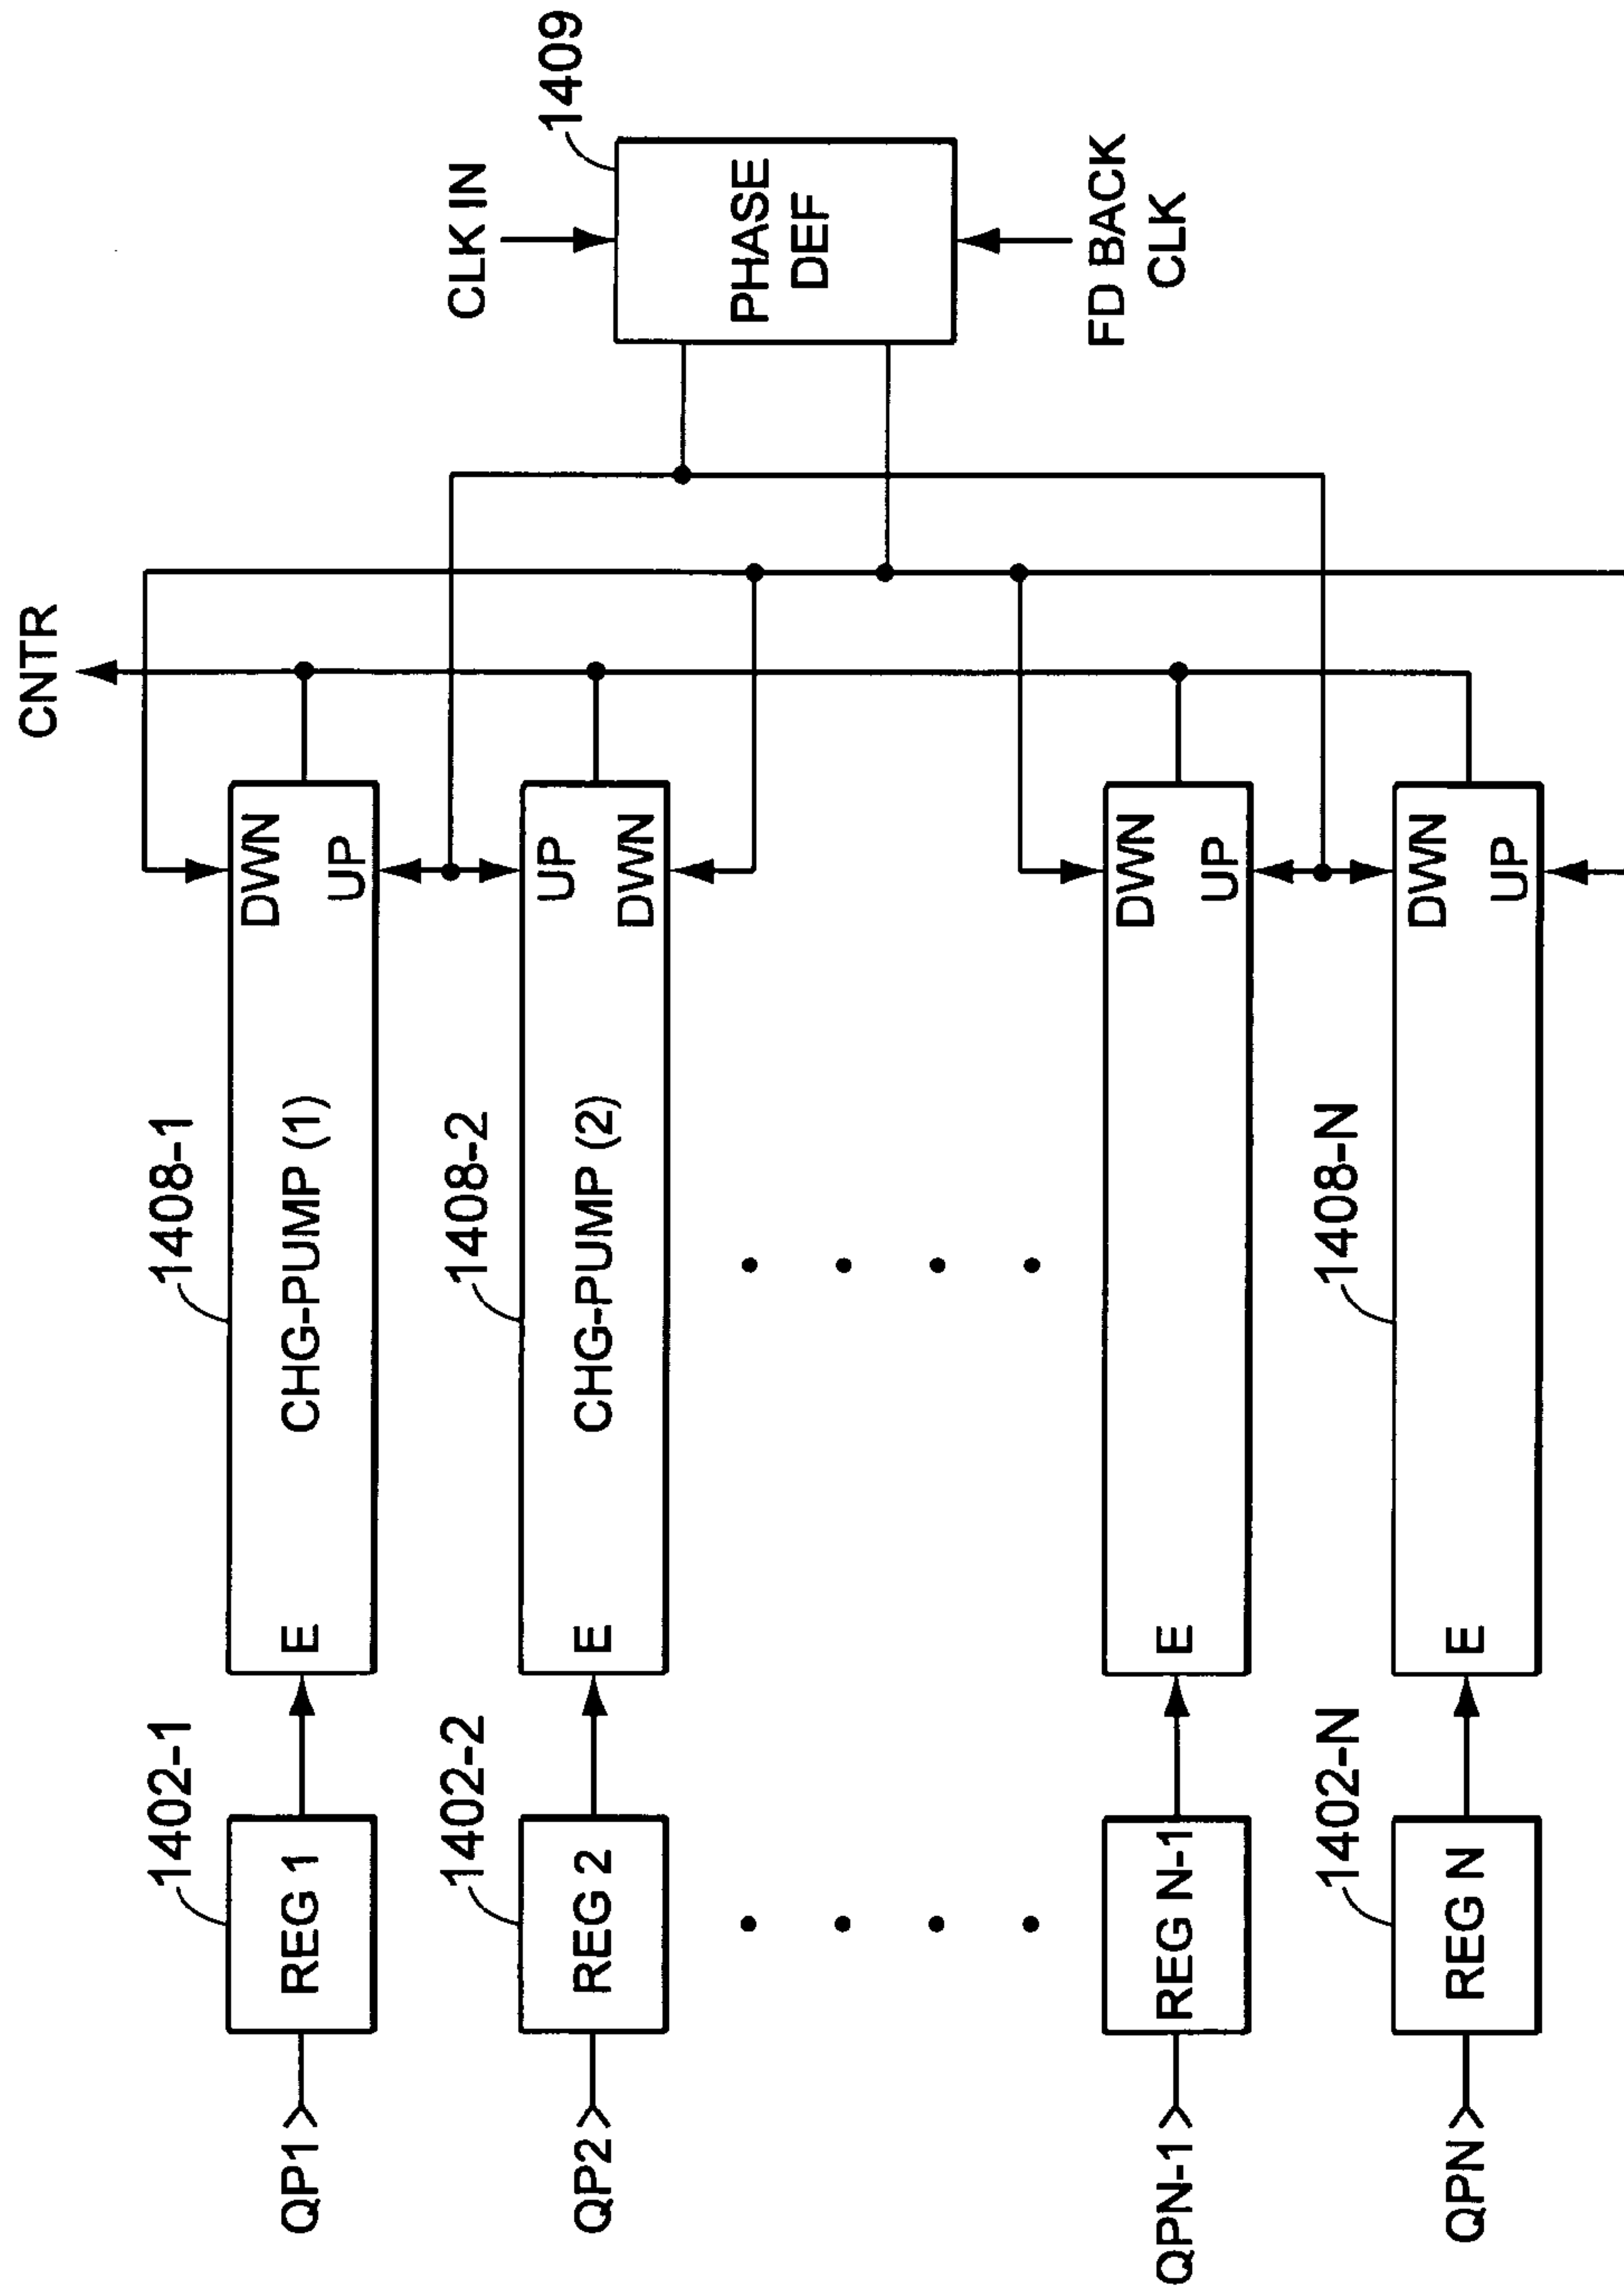 QP1
REG 1
1402-1
E
CHG-PUMP (1)
1408-1
DWN
UP
CNTR
QP2
REG 2
1402-2
E
CHG-PUMP (2)
1408-2
UP
DWN
QPN-1
REG N-1
E
DWN
UP
QPN
REG N
1402-N
E
1408-N
DWN
UP
CLK IN
1409
PHASE
DEF
FD BACK
CLK